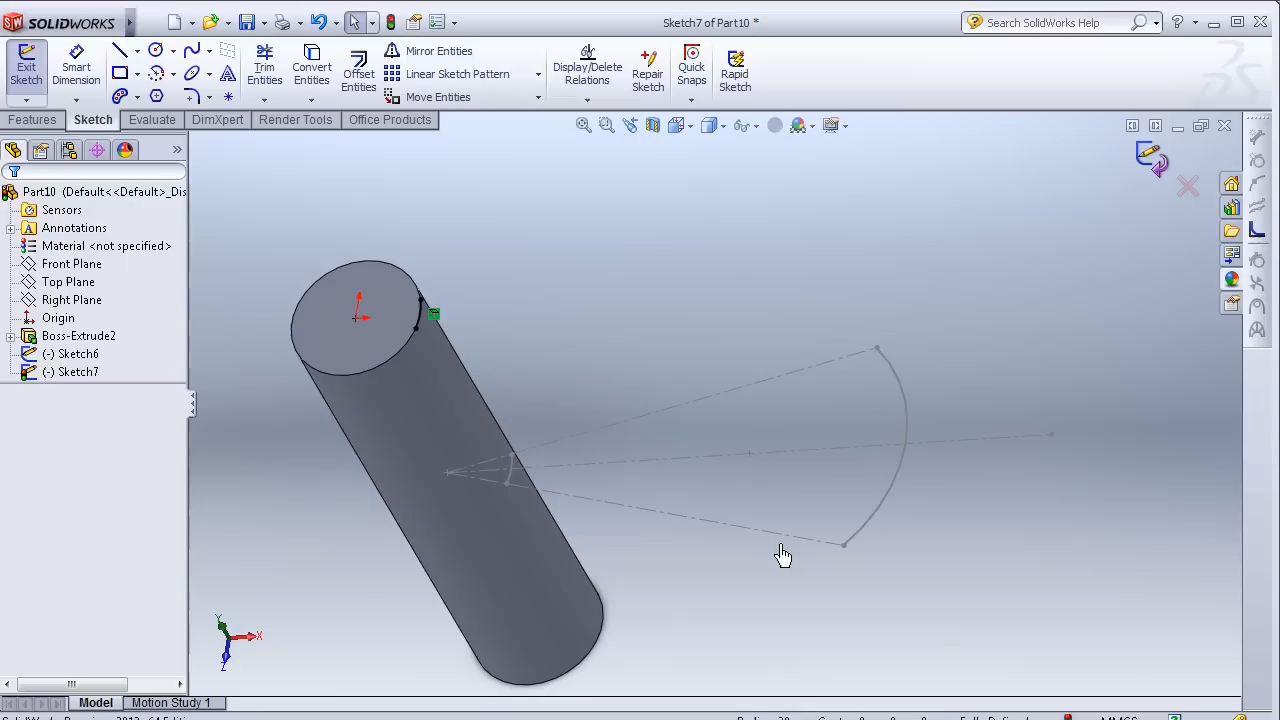 SOLIDWORKS
Sketch7 of Part10 *
Search SolidWorks Help
Exit Sketch
Smart Dimension
Trim Entities
Convert Entities
Offset Entities
Mirror Entities
Linear Sketch Pattern
Move Entities
Display/Delete Relations
Repair Sketch
Quick Snaps
Rapid Sketch
Features
Sketch
Evaluate
DimXpert
Render Tools
Office Products
Part10 (Default<<Default>_Dis
Sensors
Annotations
Material <not specified>
Front Plane
Top Plane
Right Plane
Origin
Boss-Extrude2
(-) Sketch6
(-) Sketch7
Y
X
Z
Model
Motion Study 1